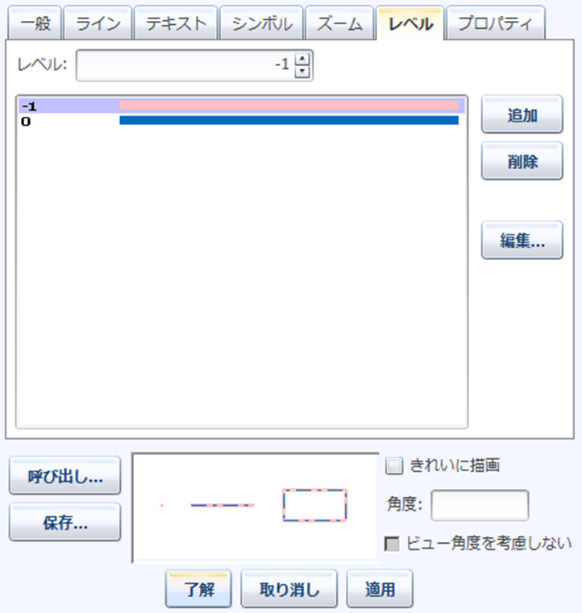 一般 ライン テキスト シンボル ズーム レベル プロパティ
レベル: -1
-1
0
追加
削除
編集...
呼び出し...
保存...
きれいに描画
角度:
ビュー角度を考慮しない
了解 取り消し 適用